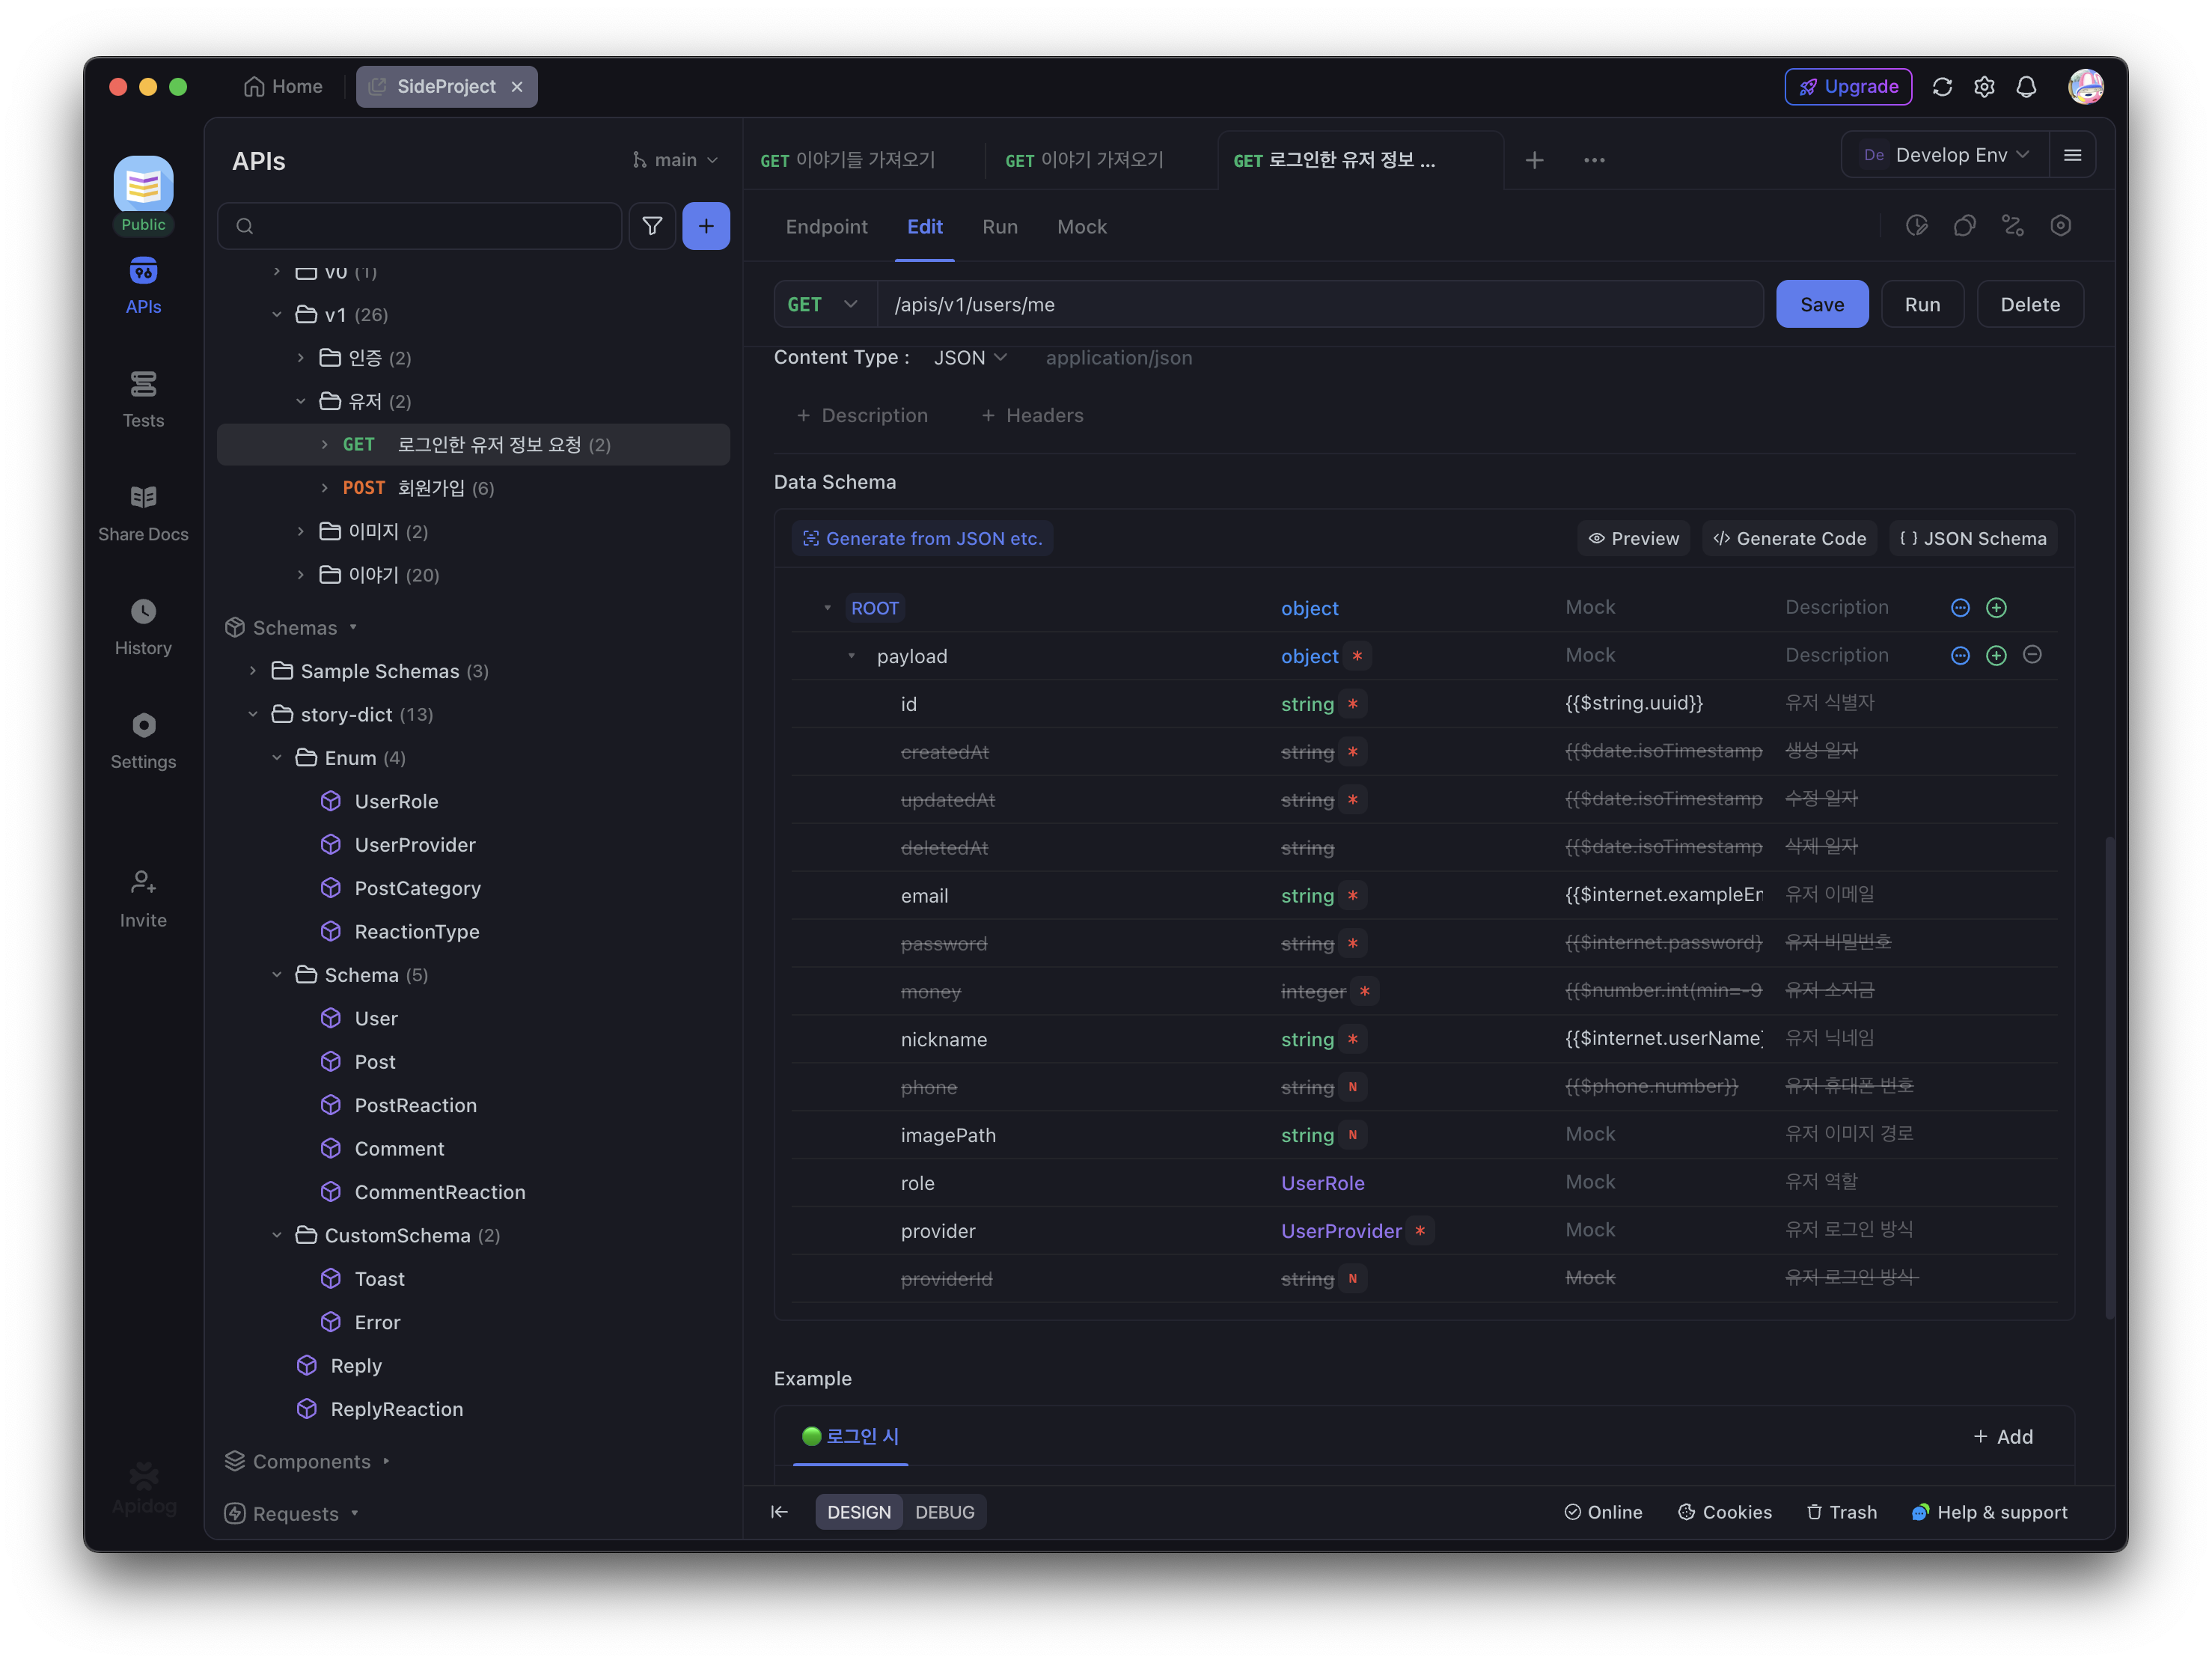 Home
SideProject
Upgrade
Public
APIs
Tests
Share Docs
History
Settings
Invite
Apidog
APIs
main
v0 (1)
v1 (26)
인증 (2)
유저 (2)
GET 로그인한 유저 정보 요청 (2)
POST 회원가입 (6)
이미지 (2)
이야기 (20)
Schemas
Sample Schemas (3)
story-dict (13)
Enum (4)
UserRole
UserProvider
PostCategory
ReactionType
Schema (5)
User
Post
PostReaction
Comment
CommentReaction
CustomSchema (2)
Toast
Error
Reply
ReplyReaction
Components
Requests
GET 이야기들 가져오기
GET 이야기 가져오기
GET 로그인한 유저 정보 ...
De Develop Env
Endpoint Edit Run Mock
GET /apis/v1/users/me Save Run Delete
Content Type : JSON application/json
+ Description + Headers
Data Schema
Generate from JSON etc. Preview </> Generate Code { } JSON Schema
ROOT object Mock Description
payload object * Mock Description
id string * {{$string.uuid}} 유저 식별자
createdAt string * {{$date.isoTimestamp 생성 일자
updatedAt string * {{$date.isoTimestamp 수정 일자
deletedAt string {{$date.isoTimestamp 삭제 일자
email string * {{$internet.exampleEm 유저 이메일
password string * {{$internet.password} 유저 비밀번호
money integer * {{$number.int(min=-9 유저 소지금
nickname string * {{$internet.userName} 유저 닉네임
phone string N {{$phone.number}} 유저 휴대폰 번호
imagePath string N Mock 유저 이미지 경로
role UserRole Mock 유저 역할
provider UserProvider * Mock 유저 로그인 방식
providerId string N Mock 유저 로그인 방식
Example
로그인 시
+ Add
DESIGN DEBUG
Online Cookies Trash Help & support